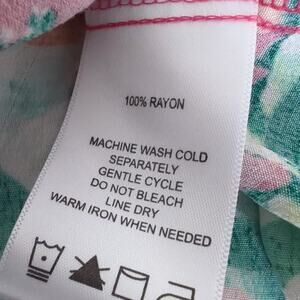 100% RAYON
MACHINE WASH COLD
SEPARATELY
GENTLE CYCLE
DO NOT BLEACH
LINE DRY
WARM IRON WHEN NEEDED